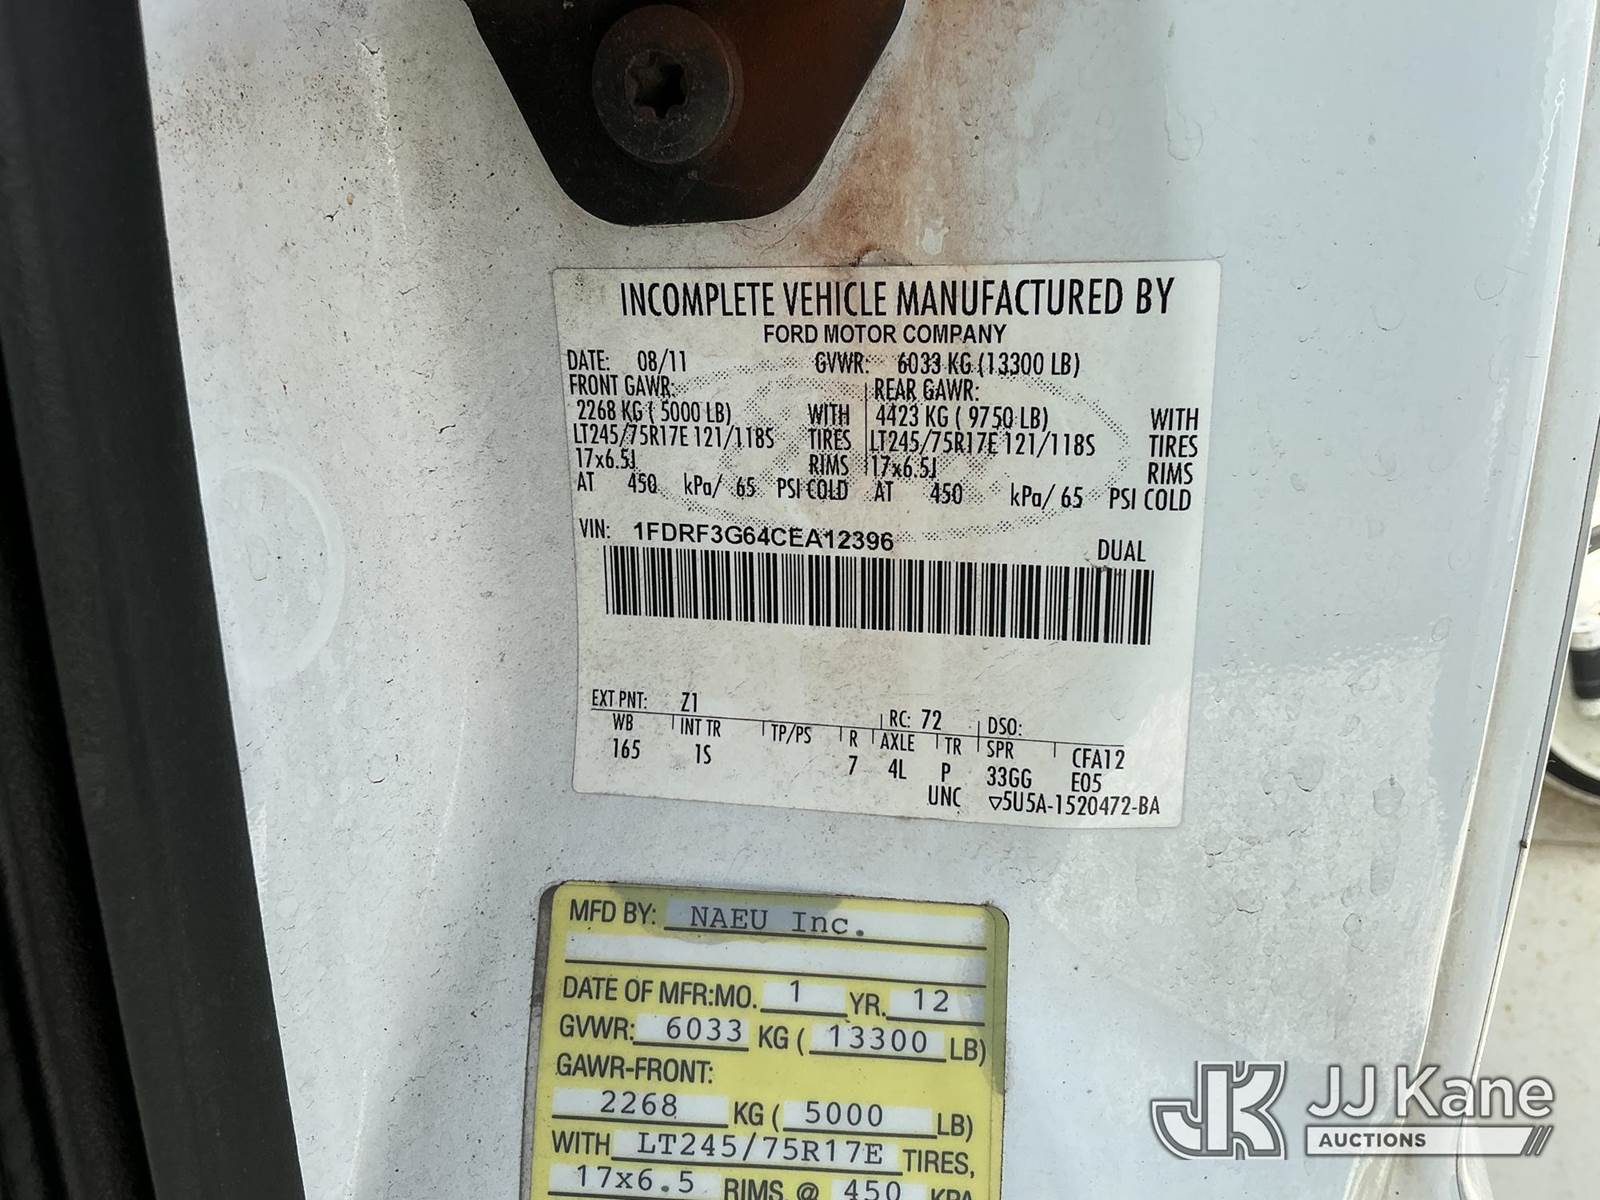 INCOMPLETE VEHICLE MANUFACTURED BY
FORD MOTOR COMPANY
DATE: 08/11 GVWR: 6033 KG (13300 LB)
FRONT GAWR: REAR GAWR:
2268 KG ( 5000 LB) WITH 4423 KG ( 9750 LB) WITH
LT245/75R17E 121/118S TIRES LT245/75R17E 121/118S TIRES
17x6.5J RIMS 17x6.5J RIMS
AT 450 kPa/ 65 PSI COLD AT 450 kPa/ 65 PSI COLD
VIN: 1FDRF3G64CEA12396 DUAL
EXT PNT: Z1 RC: 72 DSO:
WB INT TR TP/PS R AXLE TR SPR CFA12
165 1S 7 4L P 33GG E05
UNC ▽5U5A-1520472-BA
MFD BY: NAEU Inc.
DATE OF MFR:MO. 1 YR. 12
GVWR: 6033 KG ( 13300 LB)
GAWR-FRONT:
2268 KG ( 5000 LB)
WITH LT245/75R17E TIRES,
17x6.5 RIMS @ 450 KPA
JK JJ Kane
AUCTIONS